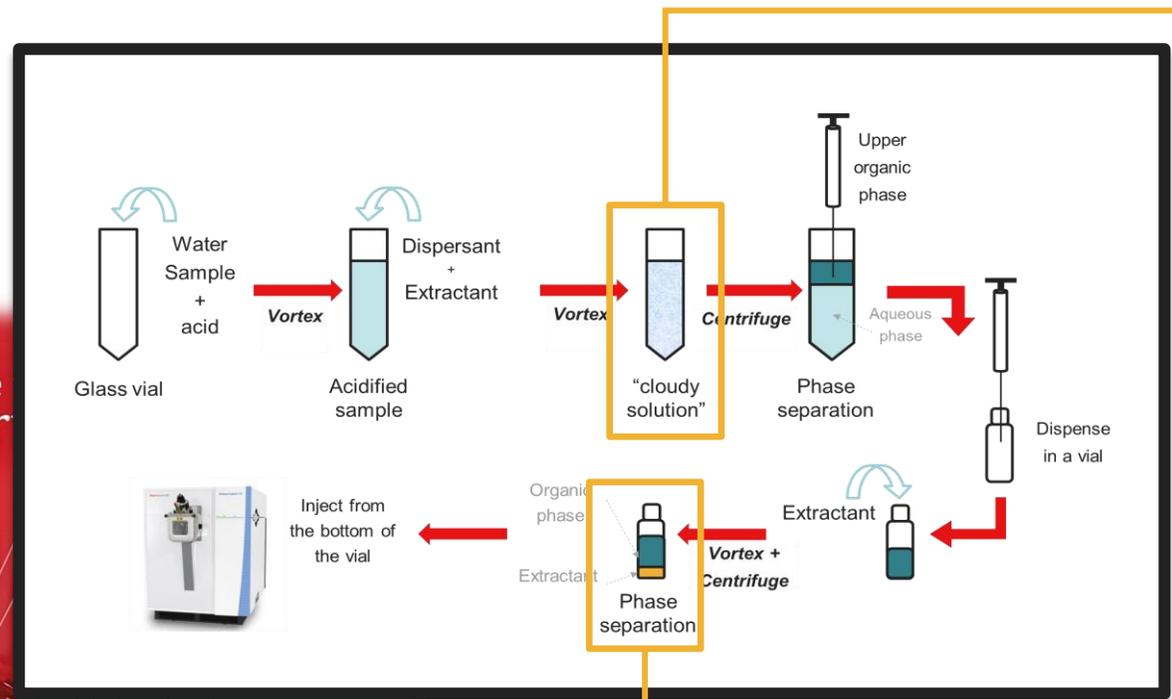 Upper
organic
phase
Water
Sample
+
acid
Vortex
Dispersant
+
Extractant
Vortex
Centrifuge
Aqueous
phase
Glass vial
Acidified
sample
“cloudy
solution”
Phase
separation
Dispense
in a vial
Extractant
Vortex +
Centrifuge
Organic
phase
Extractant
Phase
separation
Inject from
the bottom of
the vial